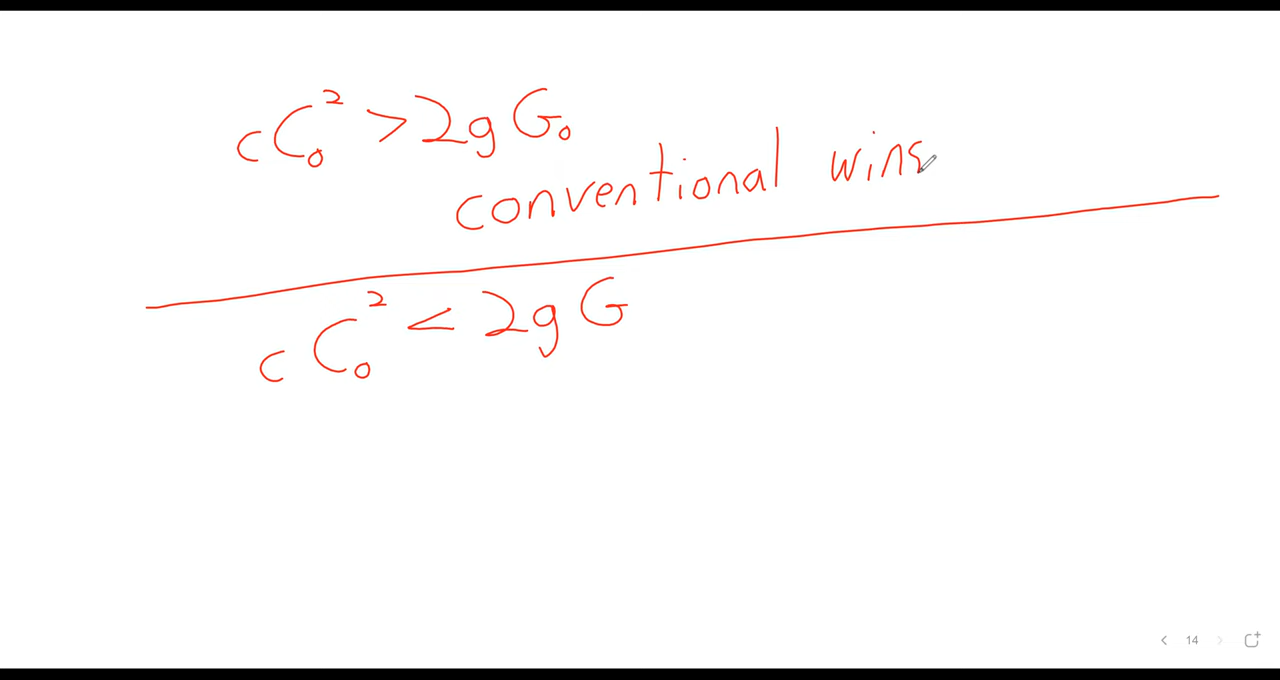 cC₀² > 2gG₀
conventional wins
cC₀² < 2gG
14